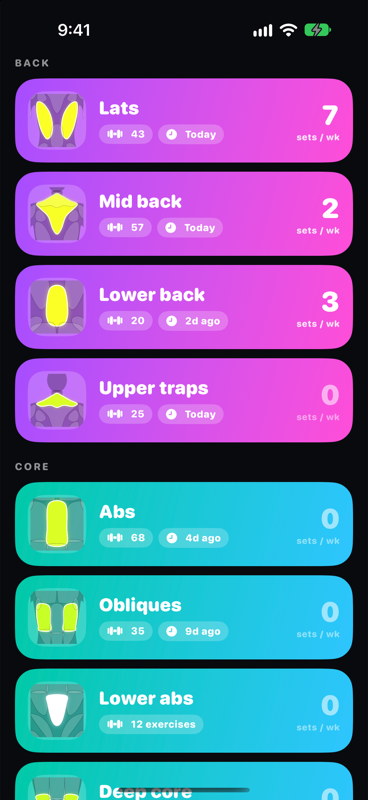 9:41
BACK
Lats
43 Today
7
sets / wk
Mid back
57 Today
2
sets / wk
Lower back
20 2d ago
3
sets / wk
Upper traps
25 Today
0
sets / wk
CORE
Abs
68 4d ago
0
sets / wk
Obliques
35 9d ago
0
sets / wk
Lower abs
12 exercises
0
sets / wk
Deep core
0